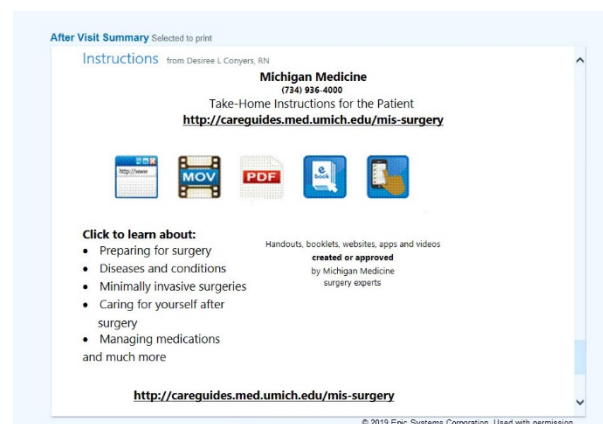 After Visit Summary Selected to print
Instructions from Desiree L Conyers, RN
Michigan Medicine
(734) 936-4000
Take-Home Instructions for the Patient
http://careguides.med.umich.edu/mis-surgery
http://www
MOV
PDF
e
book
Click to learn about:
• Preparing for surgery
• Diseases and conditions
• Minimally invasive surgeries
• Caring for yourself after
surgery
• Managing medications
and much more
Handouts, booklets, websites, apps and videos
created or approved
by Michigan Medicine
surgery experts
http://careguides.med.umich.edu/mis-surgery
© 2019 Epic Systems Corporation. Used with permission